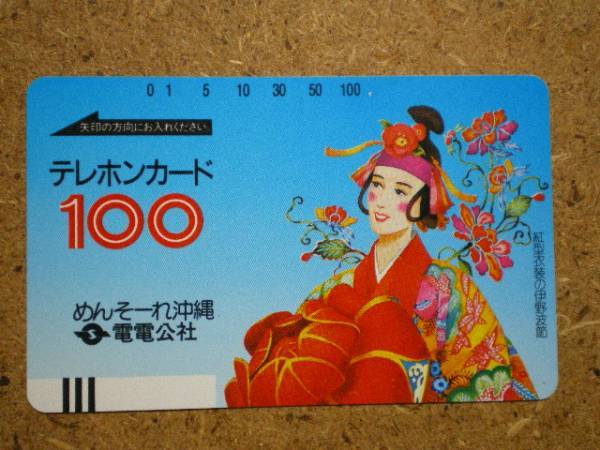 0 1 5 10 30 50 100
矢印の方向にお入れください
テレホンカード
100
めんそーれ沖縄
電電公社
紅型衣装の伊野波節